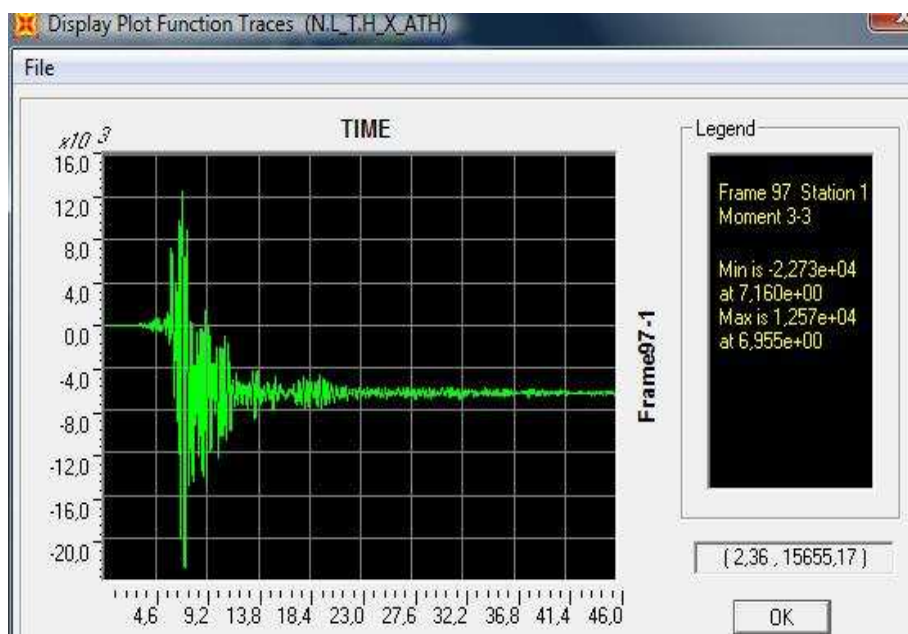 Display Plot Function Traces (N.L_T.H_X_ATH)
File
TIME
x10 3
16,0
12,0
8,0
4,0
0,0
-4,0
-8,0
-12,0
-16,0
-20,0
4,6 9,2 13,8 18,4 23,0 27,6 32,2 36,8 41,4 46,0
Frame97-1
Legend
Frame 97 Station 1
Moment 3-3
Min is -2,273e+04
at 7,160e+00
Max is 1,257e+04
at 6,955e+00
( 2,36 , 15655,17 )
OK